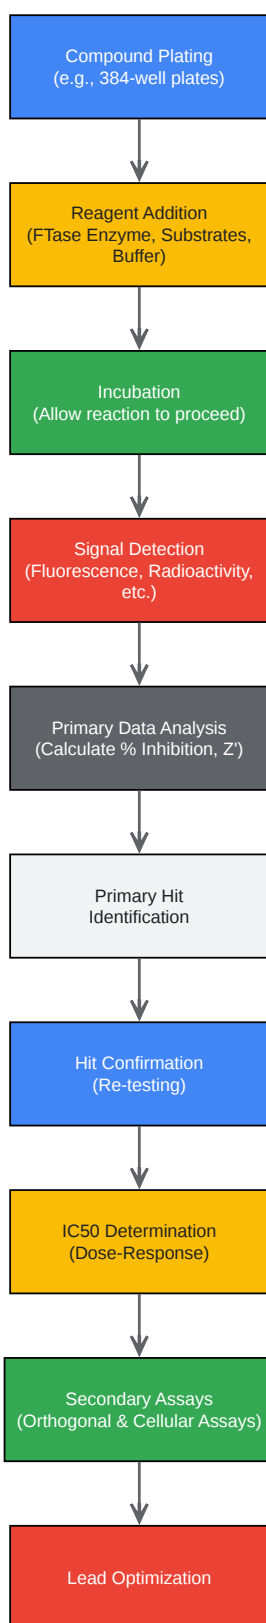 Compound Plating
(e.g., 384-well plates)
Reagent Addition
(FTase Enzyme, Substrates,
Buffer)
Incubation
(Allow reaction to proceed)
Signal Detection
(Fluorescence, Radioactivity,
etc.)
Primary Data Analysis
(Calculate % Inhibition, Z')
Primary Hit
Identification
Hit Confirmation
(Re-testing)
IC50 Determination
(Dose-Response)
Secondary Assays
(Orthogonal & Cellular Assays)
Lead Optimization